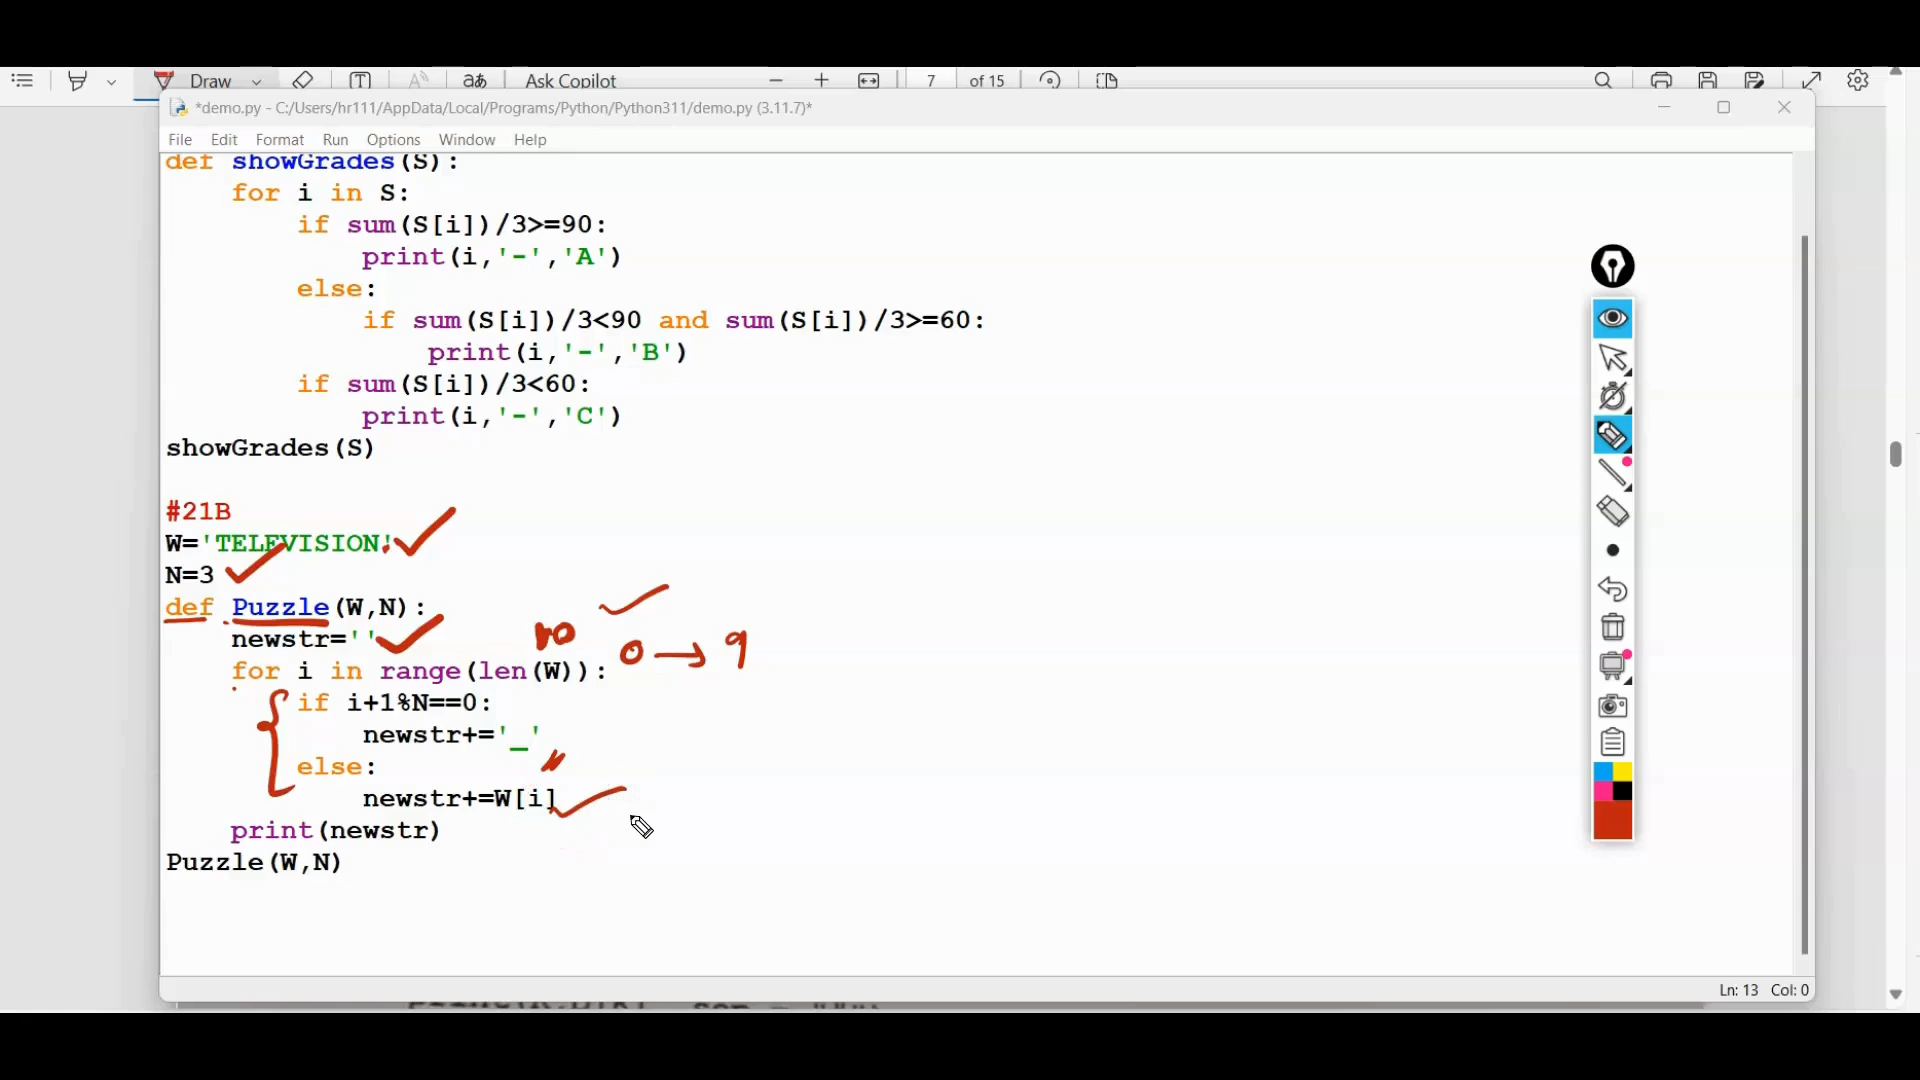 Draw Ask Copilot 7 of 15
*demo.py - C:/Users/hr111/AppData/Local/Programs/Python/Python311/demo.py (3.11.7)*
File Edit Format Run Options Window Help
def showGrades(S):
for i in S:
if sum(S[i])/3>=90:
print(i,'-','A')
else:
if sum(S[i])/3<90 and sum(S[i])/3>=60:
print(i,'-','B')
if sum(S[i])/3<60:
print(i,'-','C')
showGrades(S)
#21B
W='TELEVISION'
N=3
def Puzzle(W,N):
newstr=''
10 0 → 9
for i in range(len(W)):
if i+1%N==0:
newstr+='_'
else:
newstr+=W[i]
print(newstr)
Puzzle(W,N)
Ln: 13 Col: 0